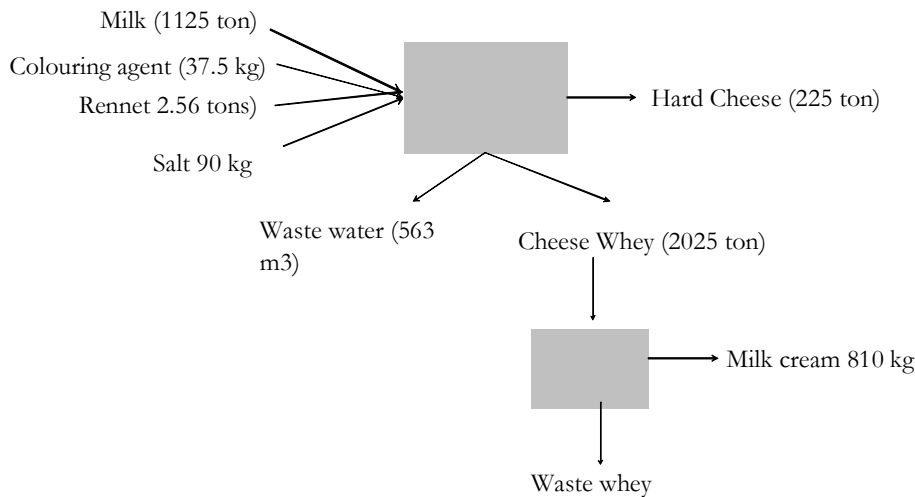 Milk (1125 ton)
Colouring agent (37.5 kg)
Rennet 2.56 tons)
Salt 90 kg
Hard Cheese (225 ton)
Waste water (563
m3)
Cheese Whey (2025 ton)
Milk cream 810 kg
Waste whey